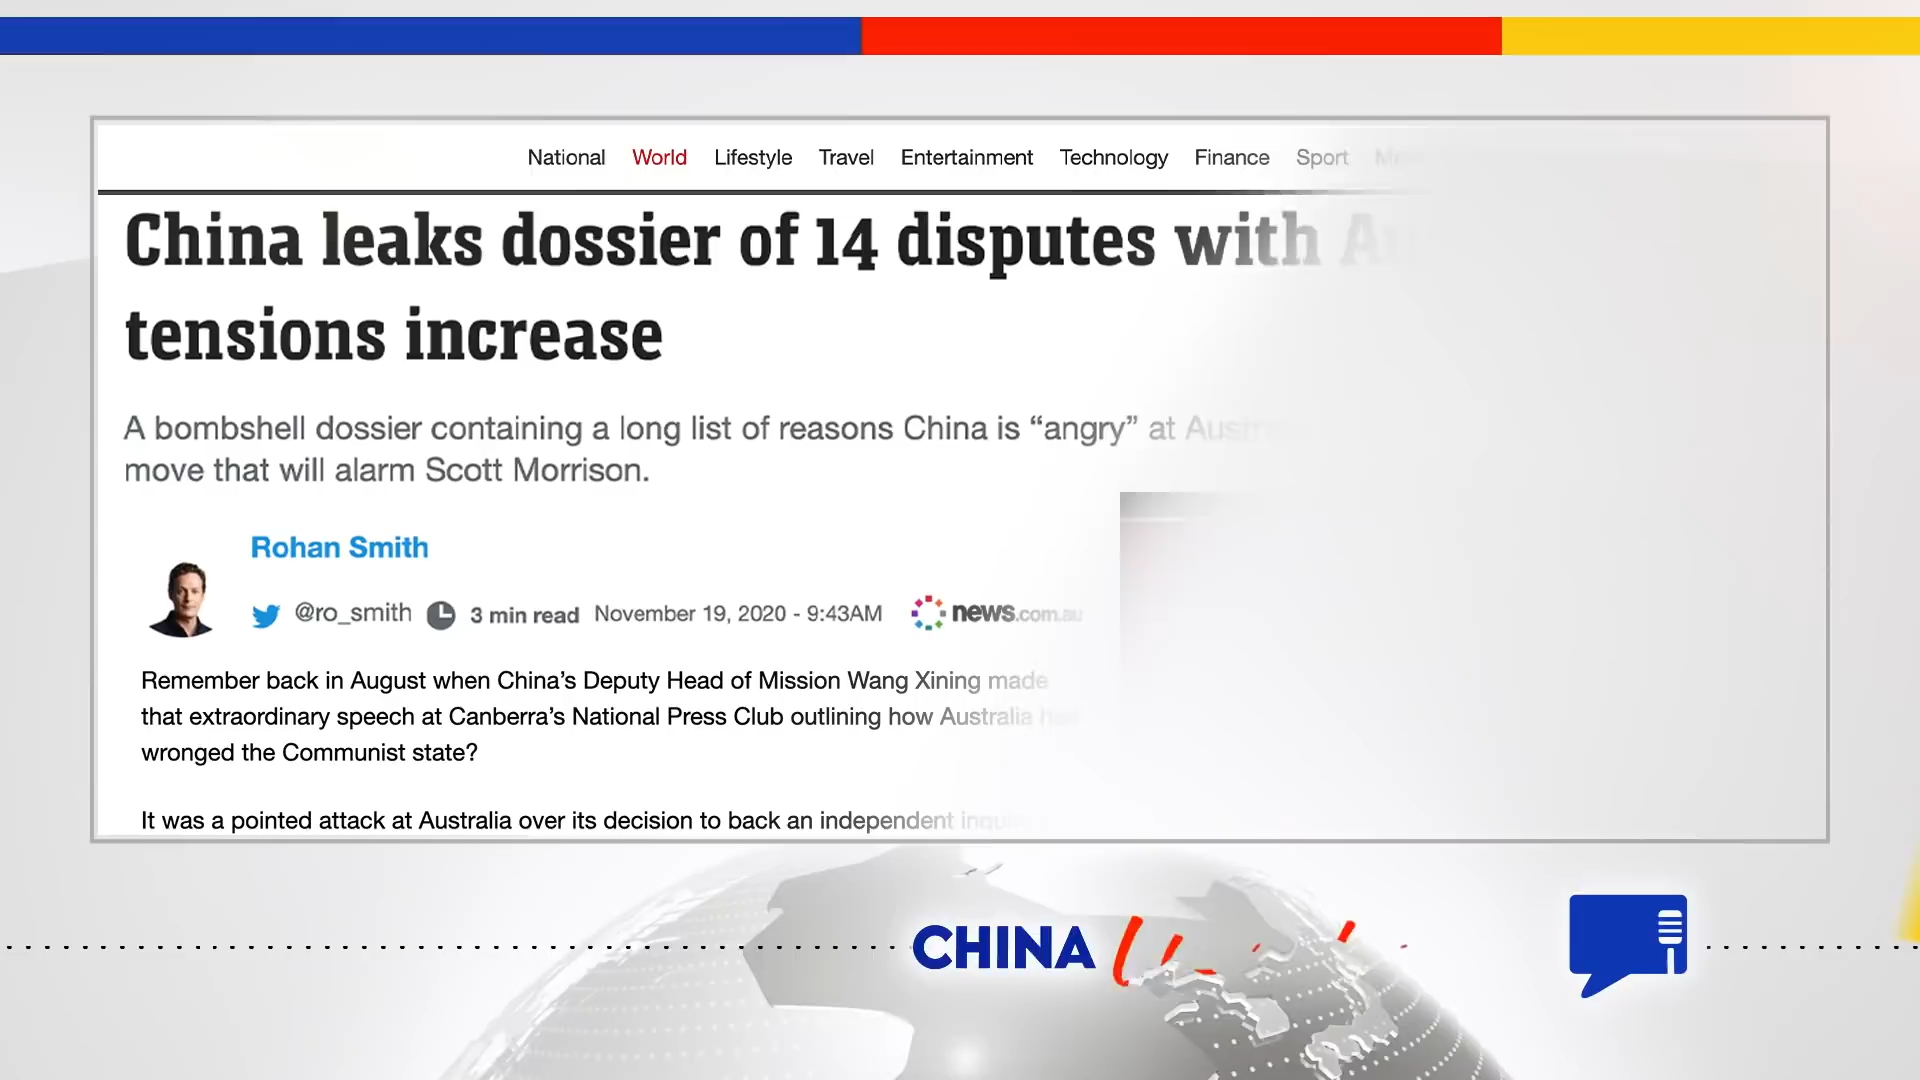 National World Lifestyle Travel Entertainment Technology Finance Sport
China leaks dossier of 14 disputes with
tensions increase
A bombshell dossier containing a long list of reasons China is “angry” at
move that will alarm Scott Morrison.
Rohan Smith
@ro_smith 3 min read November 19, 2020 - 9:43AM news.com.au
Remember back in August when China’s Deputy Head of Mission Wang Xining made
that extraordinary speech at Canberra’s National Press Club outlining how Australia
wronged the Communist state?
It was a pointed attack at Australia over its decision to back an independent
CHINA